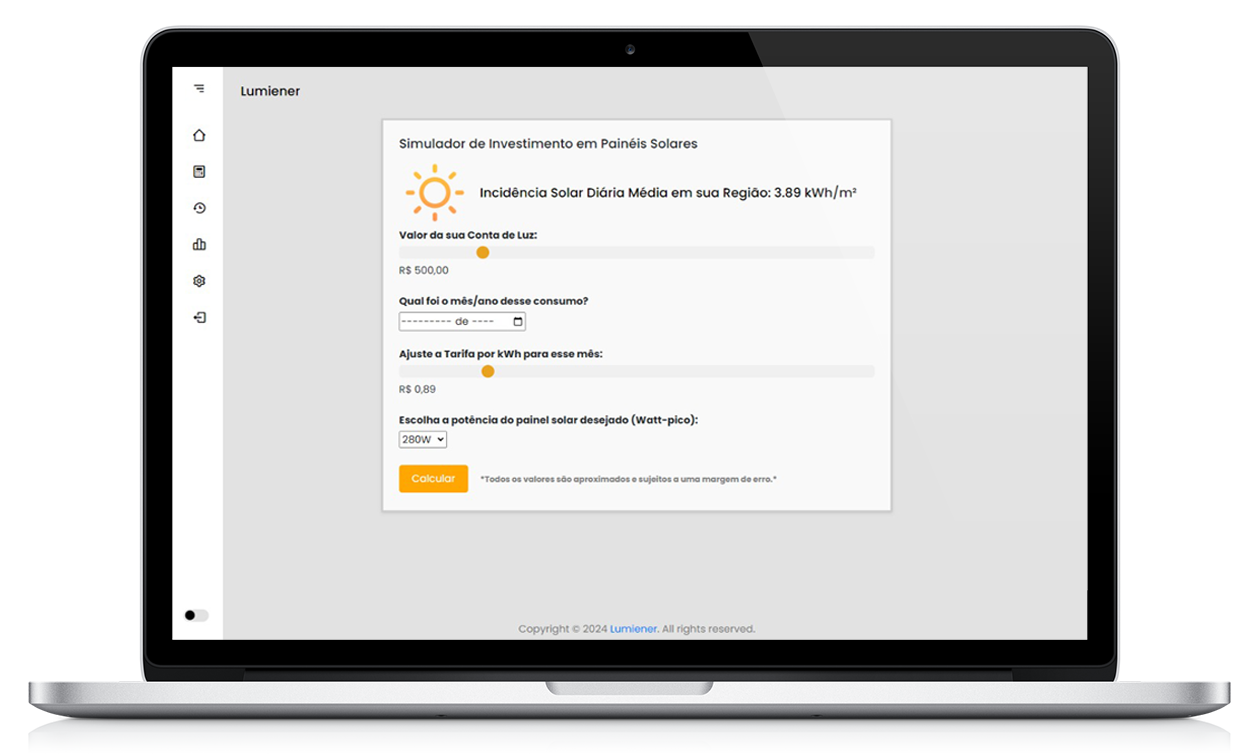 Lumiener
Simulador de Investimento em Painéis Solares
Incidência Solar Diária Média em sua Região: 3.89 kWh/m²
Valor da sua Conta de Luz:
R$ 500,00
Qual foi o mês/ano desse consumo?
--------- de ----
Ajuste a Tarifa por kWh para esse mês:
R$ 0,89
Escolha a potência do painel solar desejado (Watt-pico):
280W
Calcular
*Todos os valores são aproximados e sujeitos a uma margem de erro.*
Copyright © 2024 Lumiener. All rights reserved.